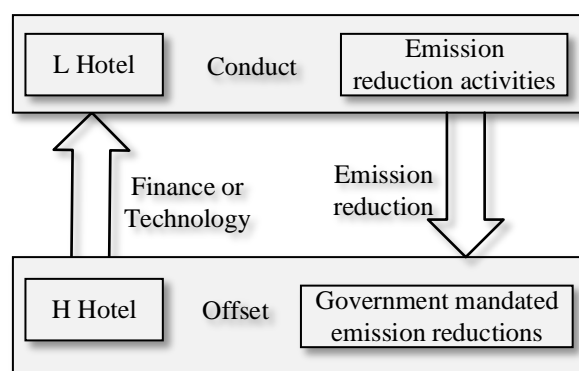 L Hotel
Conduct
Emission
reduction activities
Finance or
Technology
Emission
reduction
H Hotel
Offset
Government mandated
emission reductions